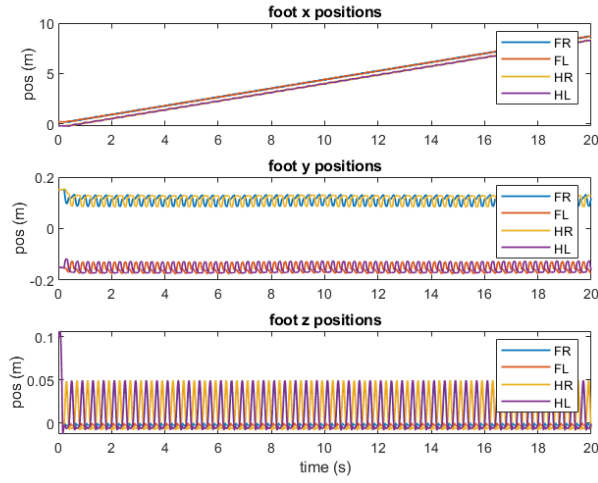 foot x positions
10
5
0
pos (m)
FR
FL
HR
HL
0 2 4 6 8 10 12 14 16 18 20
foot y positions
0.2
0
-0.2
pos (m)
FR
FL
HR
HL
0 2 4 6 8 10 12 14 16 18 20
foot z positions
0.1
0.05
0
pos (m)
FR
FL
HR
HL
0 2 4 6 8 10 12 14 16 18 20
time (s)